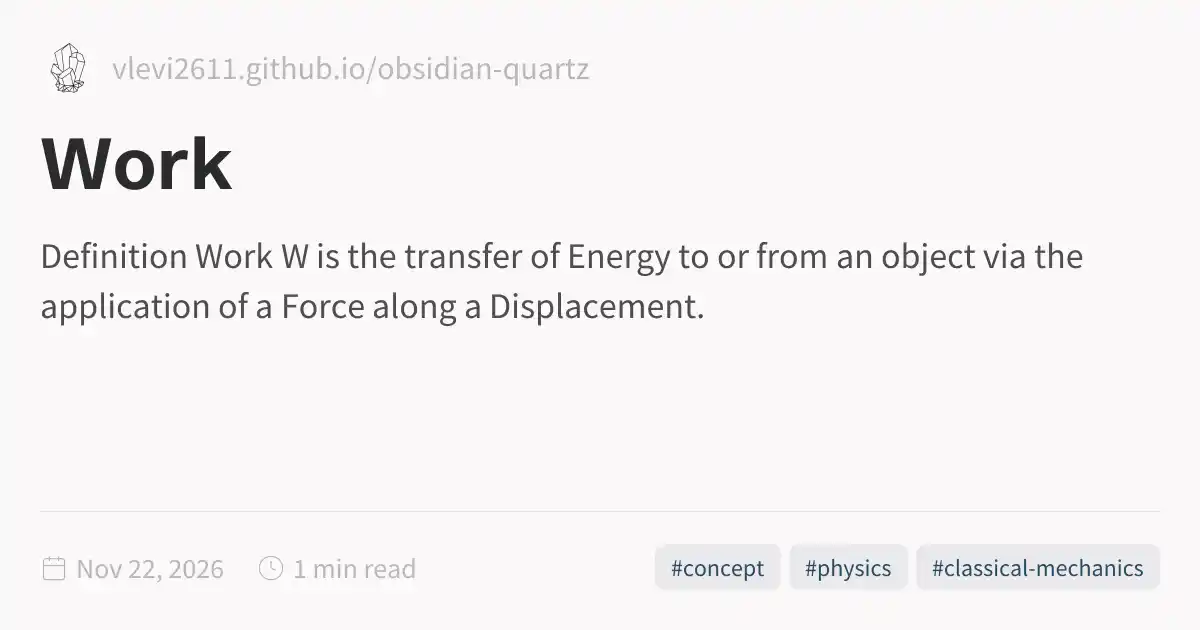 vlevi2611.github.io/obsidian-quartz
Work
Definition Work W is the transfer of Energy to or from an object via the
application of a Force along a Displacement.
Nov 22, 2026 1 min read #concept #physics #classical-mechanics